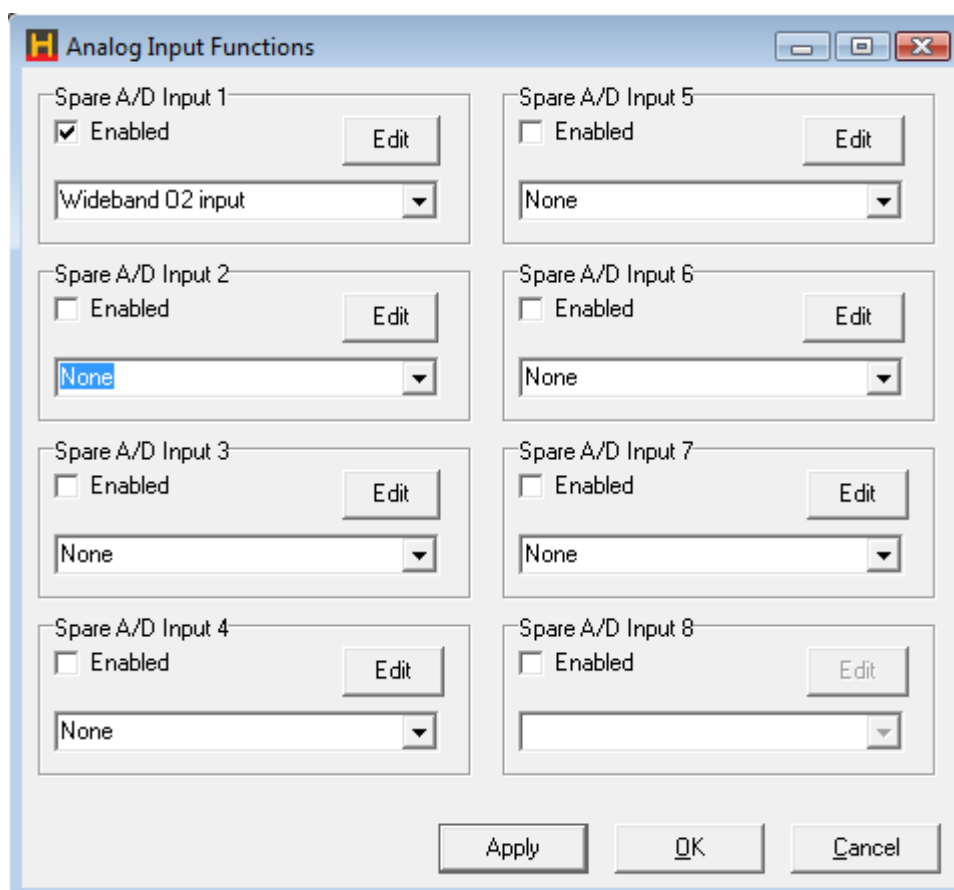 H Analog Input Functions
Spare A/D Input 1
Enabled
Edit
Wideband O2 input
Spare A/D Input 5
Enabled
Edit
None
Spare A/D Input 2
Enabled
Edit
None
Spare A/D Input 6
Enabled
Edit
None
Spare A/D Input 3
Enabled
Edit
None
Spare A/D Input 7
Enabled
Edit
None
Spare A/D Input 4
Enabled
Edit
None
Spare A/D Input 8
Enabled
Edit
Apply
OK
Cancel